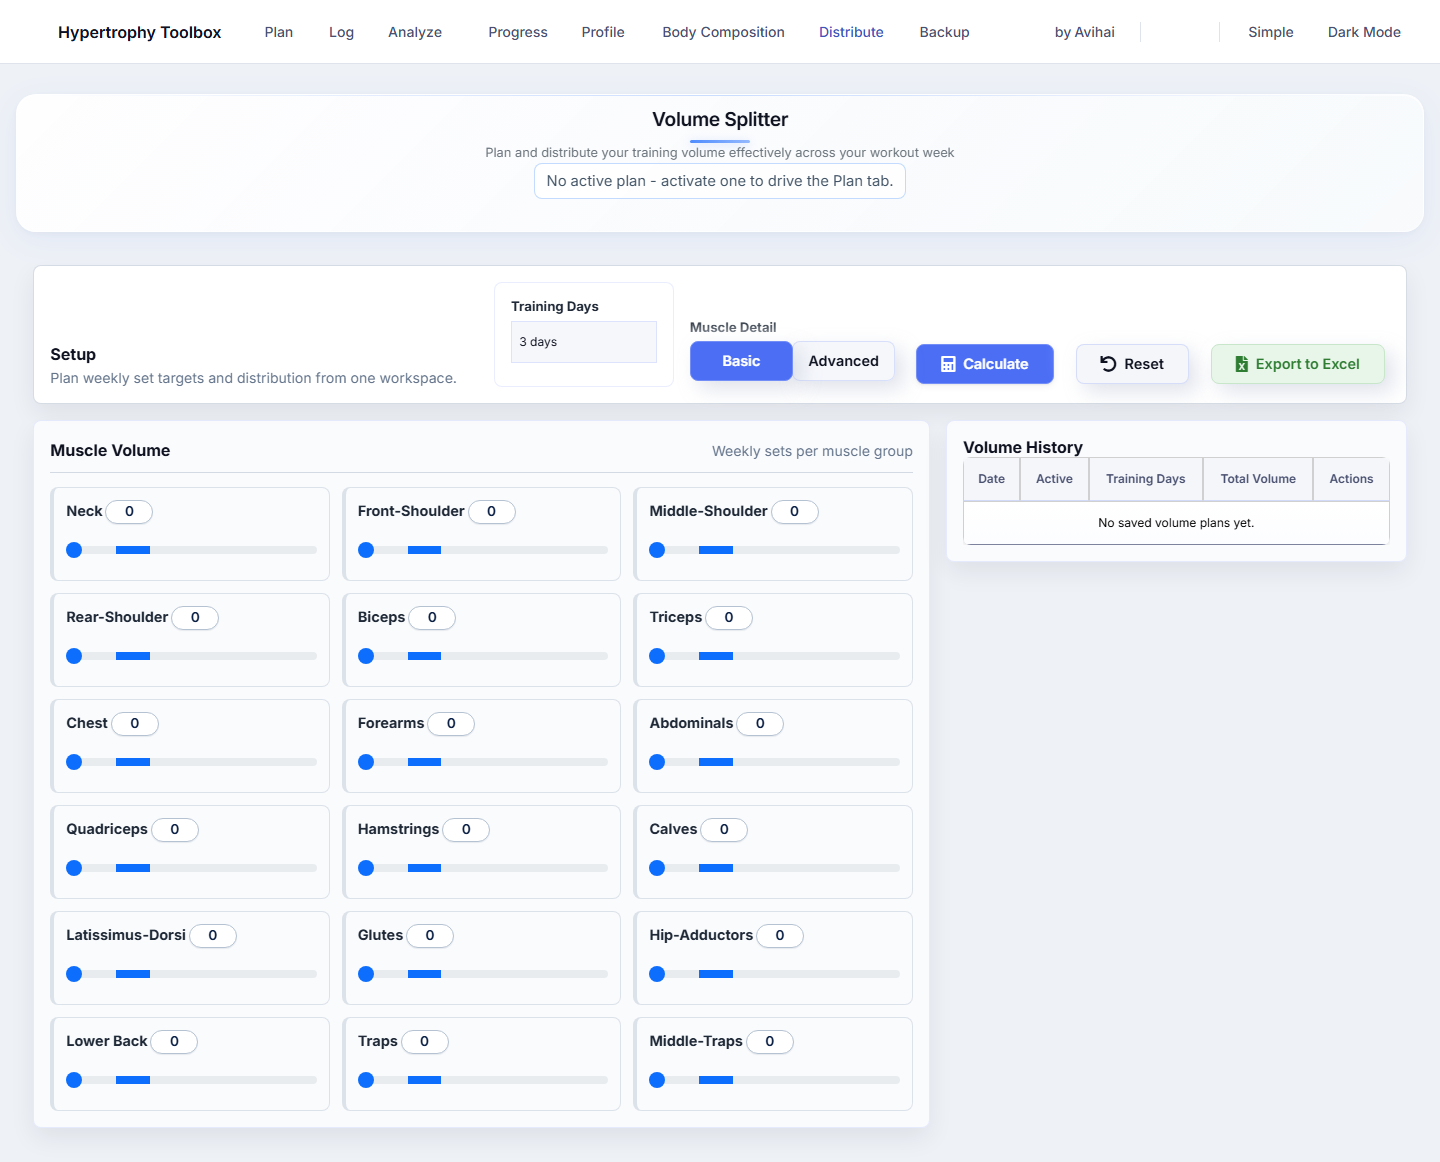 Hypertrophy Toolbox Plan Log Analyze Progress Profile Body Composition Distribute Backup by Avihai Simple Dark Mode
Volume Splitter
Plan and distribute your training volume effectively across your workout week
No active plan - activate one to drive the Plan tab.
Setup
Plan weekly set targets and distribution from one workspace.
Training Days
3 days
Muscle Detail
Basic Advanced Calculate Reset Export to Excel
Muscle Volume Weekly sets per muscle group
Neck 0 Front-Shoulder 0 Middle-Shoulder 0
Rear-Shoulder 0 Biceps 0 Triceps 0
Chest 0 Forearms 0 Abdominals 0
Quadriceps 0 Hamstrings 0 Calves 0
Latissimus-Dorsi 0 Glutes 0 Hip-Adductors 0
Lower Back 0 Traps 0 Middle-Traps 0
Volume History
Date Active Training Days Total Volume Actions
No saved volume plans yet.